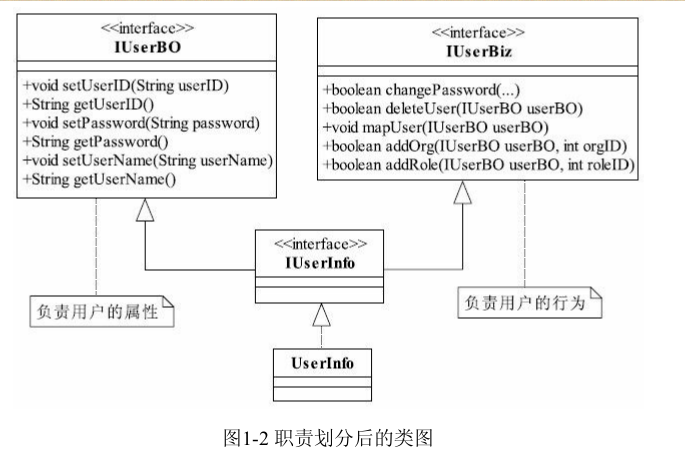 <<interface>>
IUserBO
+void setUserID(String userID)
+String getUserID()
+void setPassword(String password)
+String getPassword()
+void setUserName(String userName)
+String getUserName()
<<interface>>
IUserBiz
+boolean changePassword(...)
+boolean deleteUser(IUserBO userBO)
+void mapUser(IUserBO userBO)
+boolean addOrg(IUserBO userBO, int orgID)
+boolean addRole(IUserBO userBO, int roleID)
<<interface>>
IUserInfo
负责用户的属性
负责用户的行为
UserInfo
图1-2 职责划分后的类图